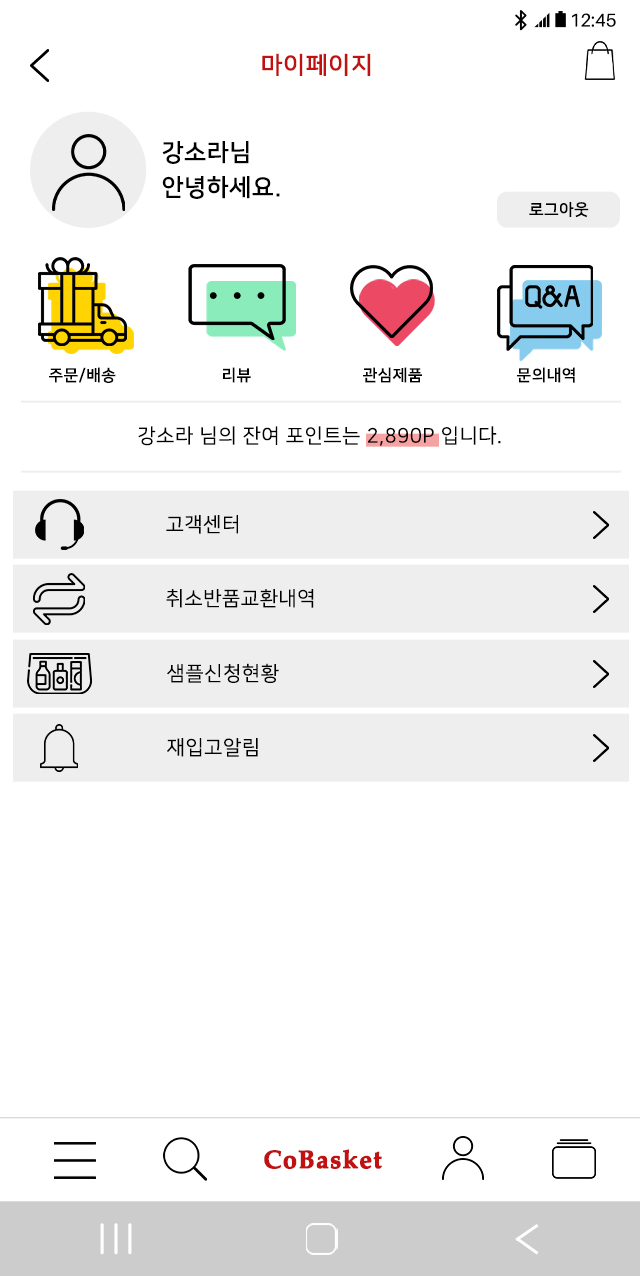 12:45
마이페이지
강소라님
안녕하세요.
로그아웃
Q&A
주문/배송 리뷰 관심제품 문의내역
강소라 님의 잔여 포인트는 2,890P 입니다.
고객센터
취소반품교환내역
샘플신청현황
재입고알림
CoBasket